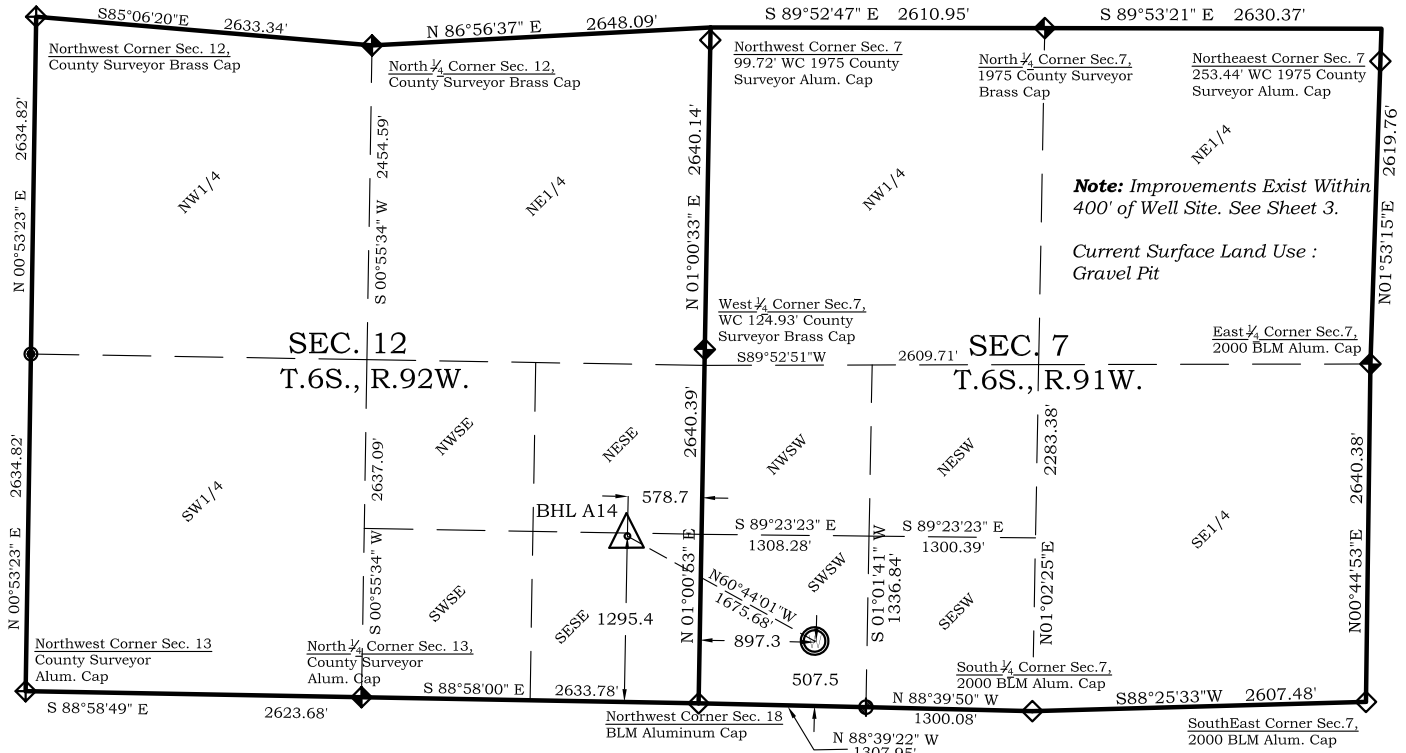 S85°06'20"E 2633.34'
N 86°56'37" E 2648.09'
S 89°52'47" E 2610.95'
S 89°53'21" E 2630.37'
Northwest Corner Sec. 12,
County Surveyor Brass Cap
North 1/4 Corner Sec. 12,
County Surveyor Brass Cap
Northwest Corner Sec. 7
99.72' WC 1975 County
Surveyor Alum. Cap
North 1/4 Corner Sec.7,
1975 County Surveyor
Brass Cap
Northeaest Corner Sec. 7
253.44' WC 1975 County
Surveyor Alum. Cap
N 00°53'23" E 2634.82'
S 00°55'34" W 2454.59'
N 01°00'33" E 2640.14'
N01°53'15"E 2619.76'
NW1/4
NE1/4
NW1/4
NE1/4
Note: Improvements Exist Within
400' of Well Site. See Sheet 3.
Current Surface Land Use :
Gravel Pit
West 1/4 Corner Sec.7,
WC 124.93' County
Surveyor Brass Cap
East 1/4 Corner Sec.7,
2000 BLM Alum. Cap
SEC. 12
T.6S., R.92W.
S89°52'51"W 2609.71'
SEC. 7
T.6S., R.91W.
N 00°53'23" E 2634.82'
S 00°55'34" W 2637.09'
N 01°00'53" E 2640.39'
N01°02'25"E 2283.38'
N00°44'53"E 2640.38'
NWSE
NESE
NWSW
NESW
SW1/4
SE1/4
578.7
BHL A14
S 89°23'23" E
1308.28'
S 89°23'23" E
1300.39'
S 01°01'41" W
1336.84'
N60°44'01"W
1675.68'
SWSE
SESE
SWSW
SESW
1295.4
897.3
507.5
Northwest Corner Sec. 13
County Surveyor
Alum. Cap
North 1/4 Corner Sec. 13,
County Surveyor
Alum. Cap
South 1/4 Corner Sec.7,
2000 BLM Alum. Cap
S 88°58'49" E 2623.68'
S 88°58'00" E 2633.78'
Northwest Corner Sec. 18
BLM Aluminum Cap
N 88°39'50" W
1300.08'
S88°25'33"W 2607.48'
SouthEast Corner Sec.7,
2000 BLM Alum. Cap
N 88°39'22" W
1307.95'